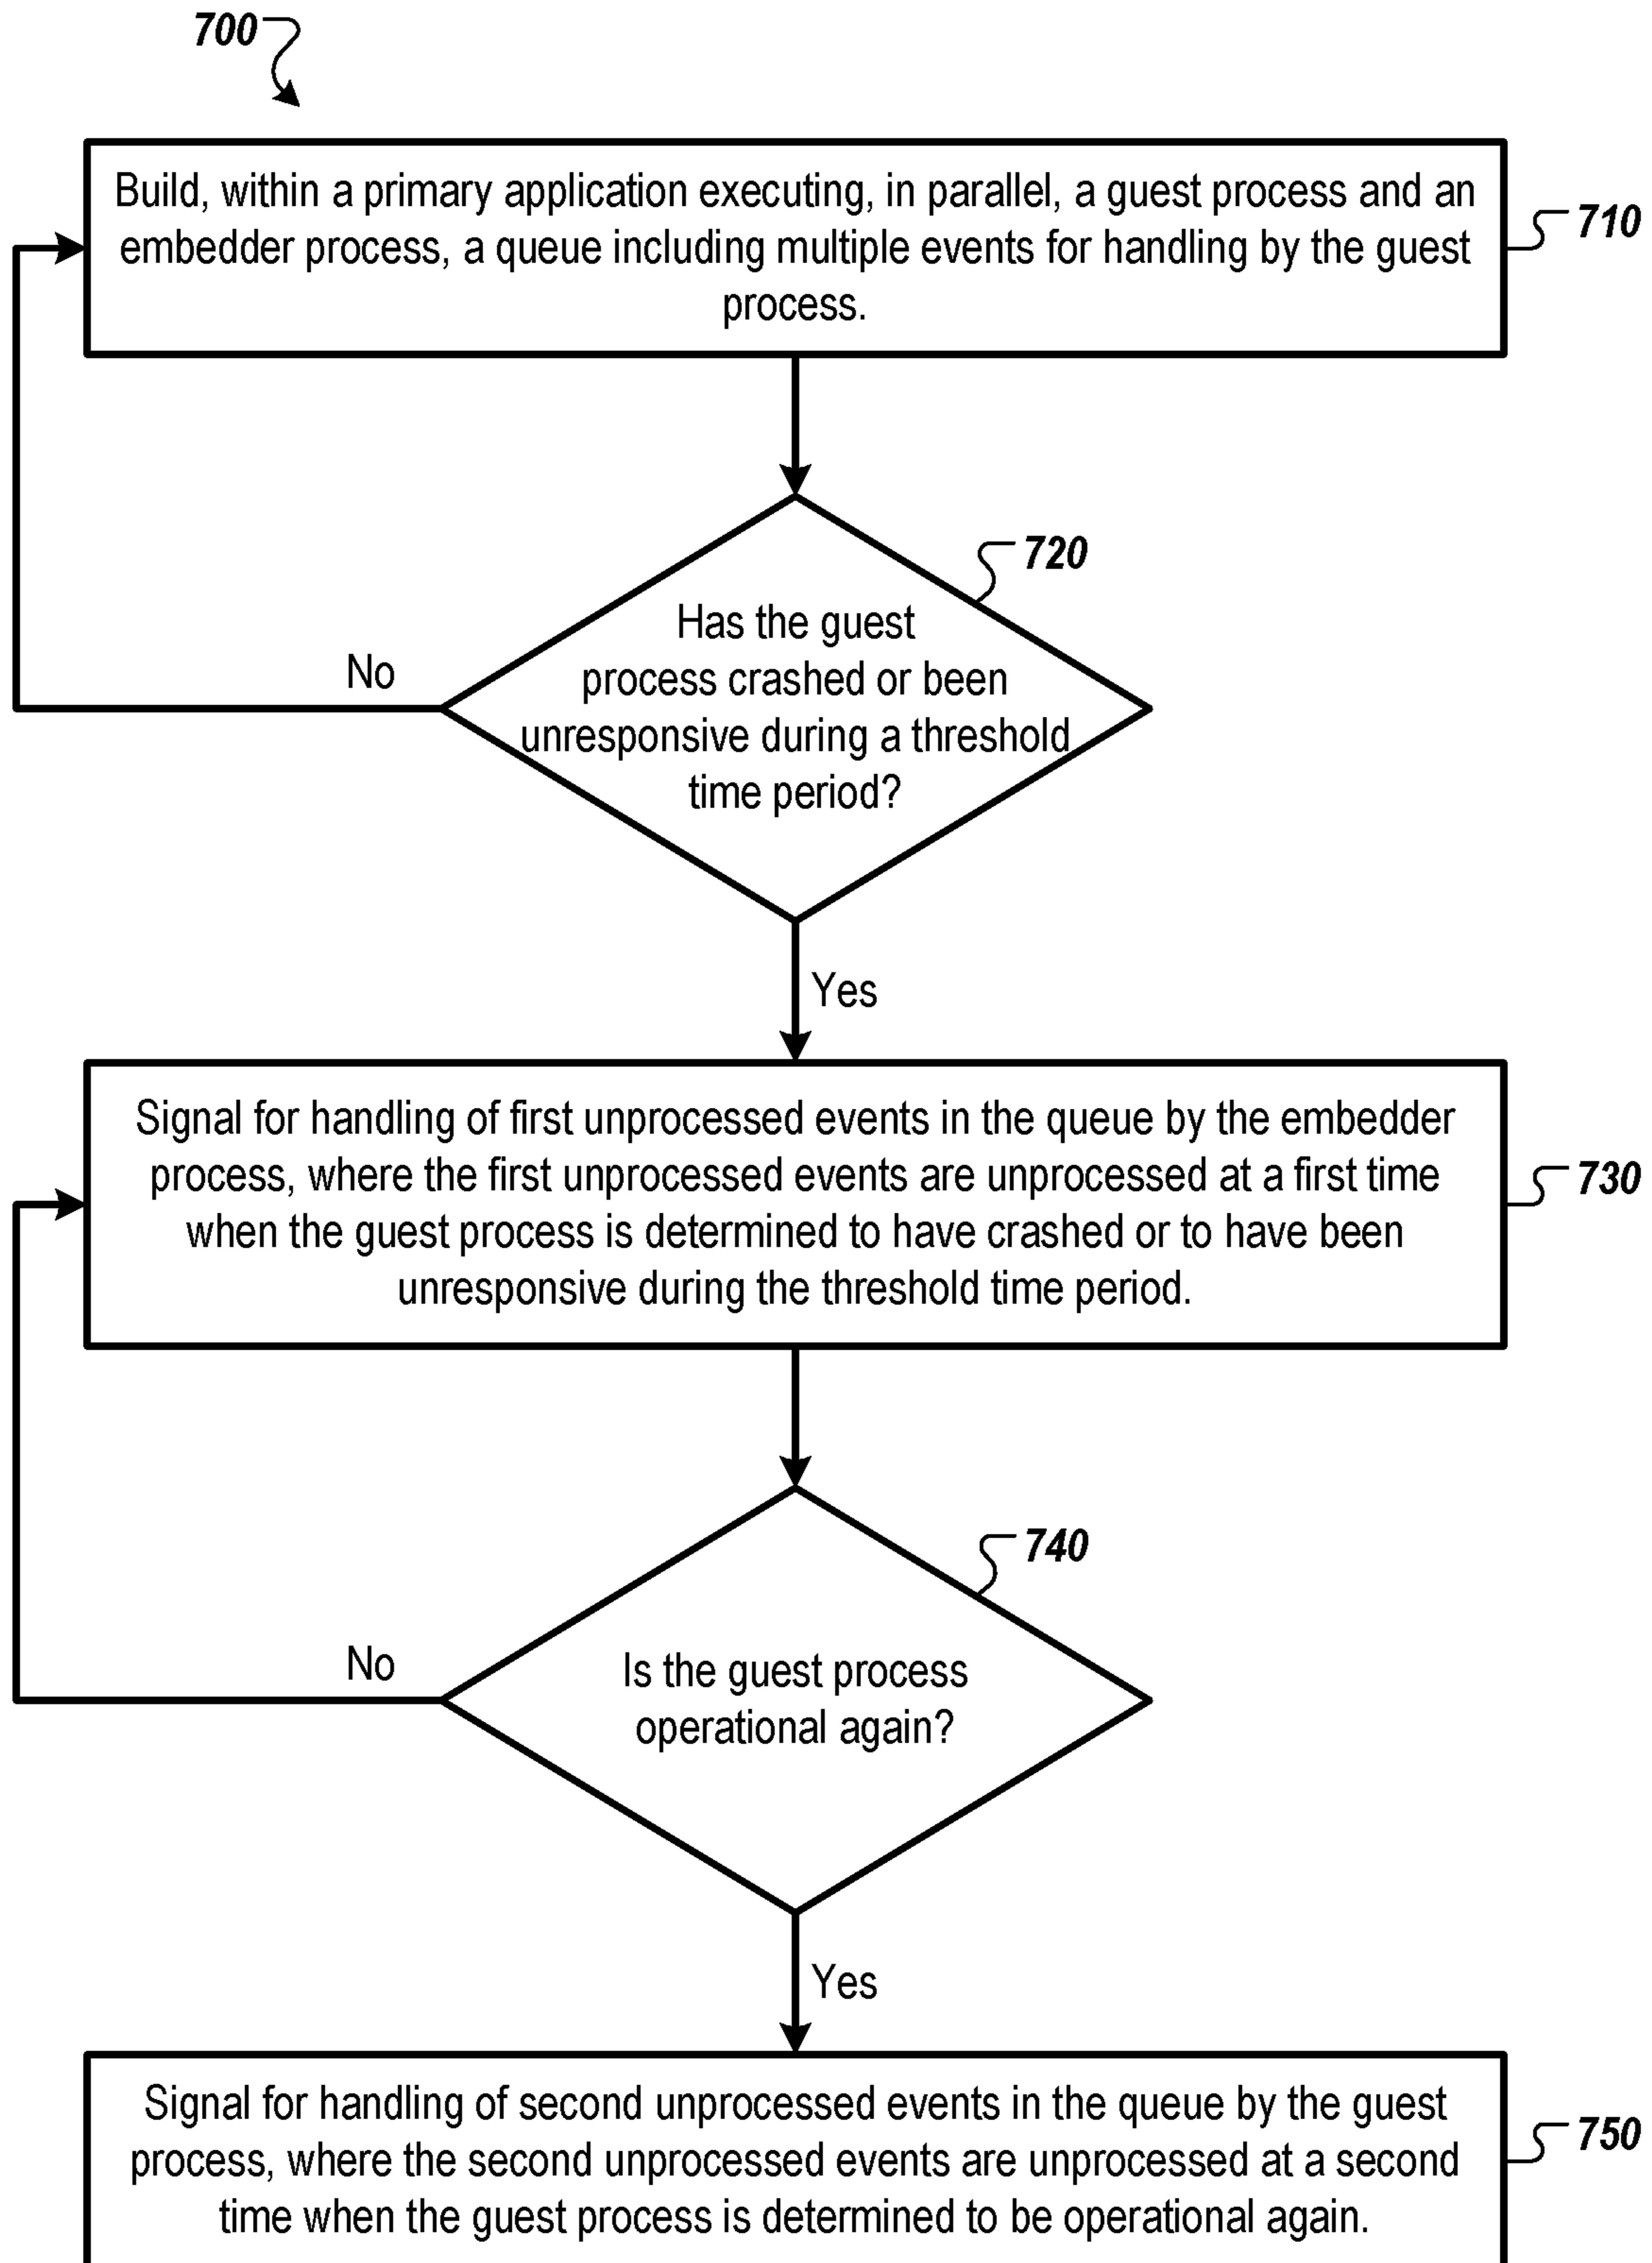 700
Build, within a primary application executing, in parallel, a guest process and an
embedder process, a queue including multiple events for handling by the guest
process.
710
720
Has the guest
process crashed or been
unresponsive during a threshold
time period?
No
Yes
Signal for handling of first unprocessed events in the queue by the embedder
process, where the first unprocessed events are unprocessed at a first time
when the guest process is determined to have crashed or to have been
unresponsive during the threshold time period.
730
740
Is the guest process
operational again?
No
Yes
Signal for handling of second unprocessed events in the queue by the guest
process, where the second unprocessed events are unprocessed at a second
time when the guest process is determined to be operational again.
750